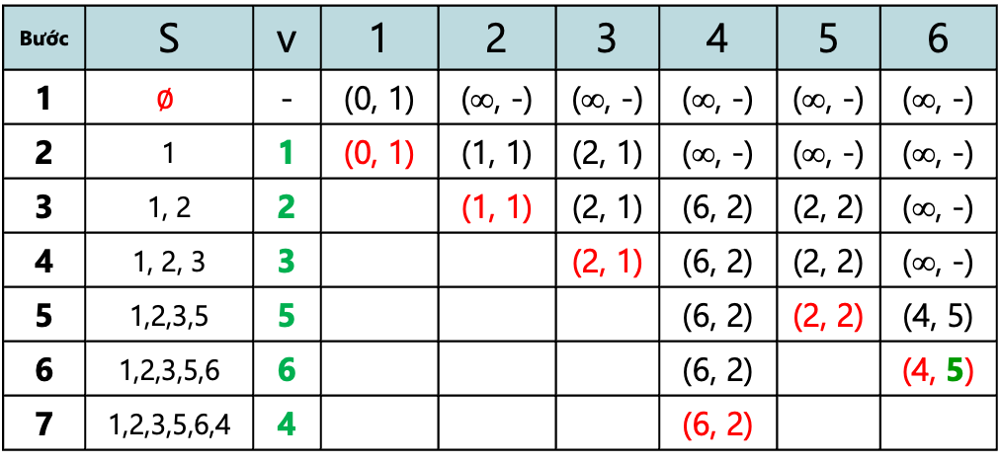 Bước S v 1 2 3 4 5 6
1 ∅ - (0, 1) (∞, -) (∞, -) (∞, -) (∞, -) (∞, -)
2 1 1 (0, 1) (1, 1) (2, 1) (∞, -) (∞, -) (∞, -)
3 1, 2 2 (1, 1) (2, 1) (6, 2) (2, 2) (∞, -)
4 1, 2, 3 3 (2, 1) (6, 2) (2, 2) (∞, -)
5 1,2,3,5 5 (6, 2) (2, 2) (4, 5)
6 1,2,3,5,6 6 (6, 2) (4, 5)
7 1,2,3,5,6,4 4 (6, 2)